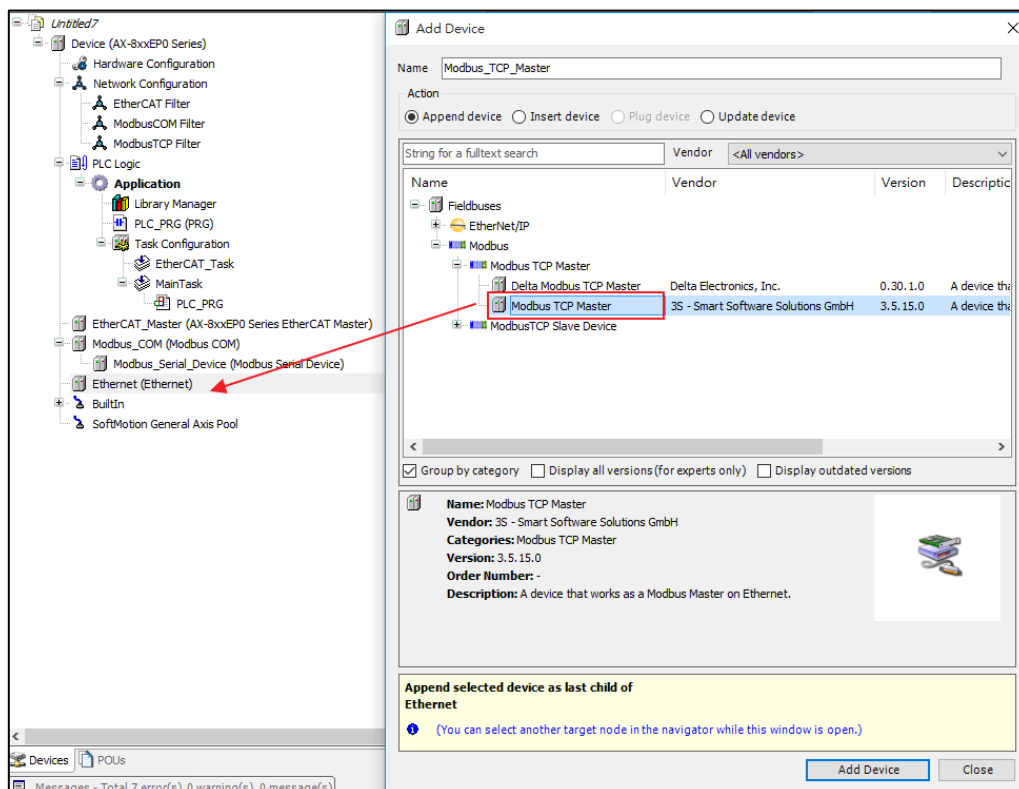 Untitled7
Device (AX-8xxEP0 Series)
Hardware Configuration
Network Configuration
EtherCAT Filter
ModbusCOM Filter
ModbusTCP Filter
PLC Logic
Application
Library Manager
PLC_PRG (PRG)
Task Configuration
EtherCAT_Task
MainTask
PLC_PRG
EtherCAT_Master (AX-8xxEP0 Series EtherCAT Master)
Modbus_COM (Modbus COM)
Modbus_Serial_Device (Modbus Serial Device)
Ethernet (Ethernet)
BuiltIn
SoftMotion General Axis Pool
Devices POUs
Messages - Total 7 error(s), 0 warning(s), 0 message(s)
Add Device
Name Modbus_TCP_Master
Action
Append device Insert device Plug device Update device
String for a fulltext search Vendor <All vendors>
Name Vendor Version Descriptic
Fieldbuses
EtherNet/IP
Modbus
Modbus TCP Master
Delta Modbus TCP Master Delta Electronics, Inc. 0.30.1.0 A device tha
Modbus TCP Master 3S - Smart Software Solutions GmbH 3.5.15.0 A device tha
ModbusTCP Slave Device
Group by category Display all versions (for experts only) Display outdated versions
Name: Modbus TCP Master
Vendor: 3S - Smart Software Solutions GmbH
Categories: Modbus TCP Master
Version: 3.5.15.0
Order Number: -
Description: A device that works as a Modbus Master on Ethernet.
Append selected device as last child of
Ethernet
(You can select another target node in the navigator while this window is open.)
Add Device Close